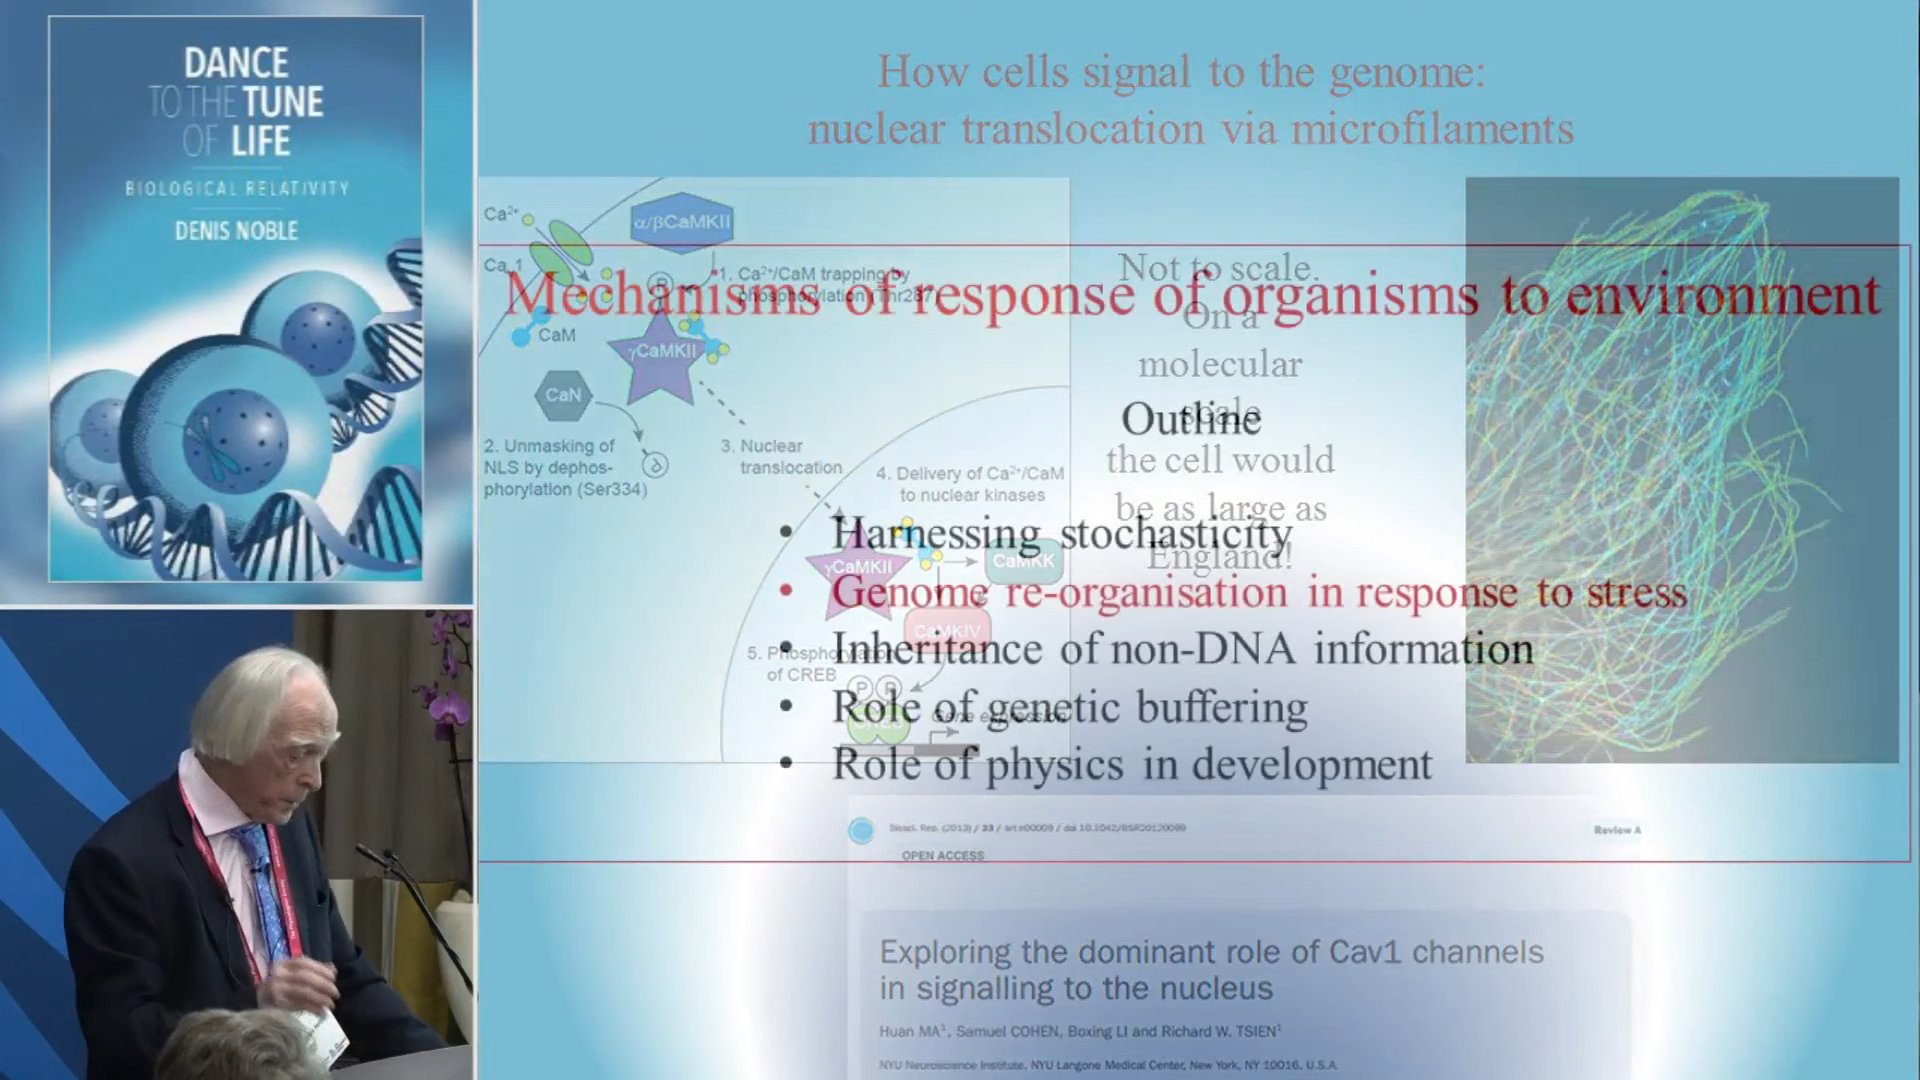 DANCE
TO THE TUNE
OF LIFE
BIOLOGICAL RELATIVITY
DENIS NOBLE
How cells signal to the genome:
nuclear translocation via microfilaments
Ca²⁺
α/βCaMKII
1. Ca²⁺/CaM trapping by
phosphorylation (Thr287)
P
CaM
γCaMKII
CaN
2. Unmasking of
NLS by dephos-
phorylation (Ser334)
P
3. Nuclear
translocation
4. Delivery of Ca²⁺/CaM
to nuclear kinases
γCaMKII
CaMKK
CaMKIV
5. Phosphorylation
of CREB
P P
Gene expression
Not to scale.
On a
molecular
scale
the cell would
be as large as
England!
Mechanisms of response of organisms to environment
Outline
• Harnessing stochasticity
• Genome re-organisation in response to stress
• Inheritance of non-DNA information
• Role of genetic buffering
• Role of physics in development
Biosci. Rep. (2013) / 33 / art:e00009 / doi 10.1042/BSR20120099
Review A
OPEN ACCESS
Exploring the dominant role of Cav1 channels
in signalling to the nucleus
Huan MA¹, Samuel COHEN, Boxing LI and Richard W. TSIEN¹
NYU Neuroscience Institute, NYU Langone Medical Center, New York, NY 10016, U.S.A.